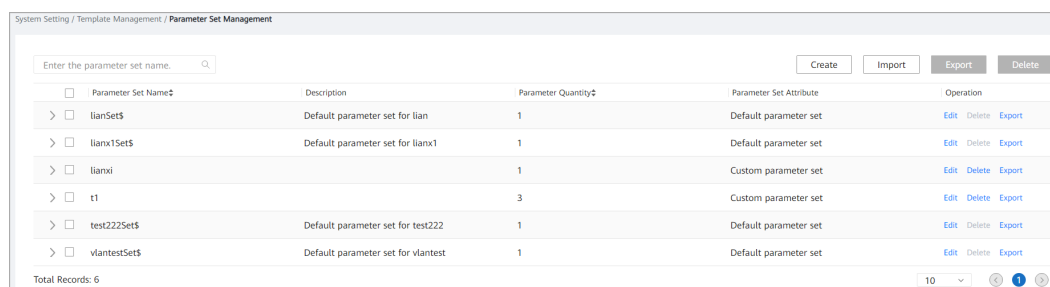 System Setting / Template Management / Parameter Set Management
Enter the parameter set name. Create Import Export Delete
Parameter Set Name Description Parameter Quantity Parameter Set Attribute Operation
lianSet$ Default parameter set for lian 1 Default parameter set Edit Delete Export
lianx1Set$ Default parameter set for lianx1 1 Default parameter set Edit Delete Export
lianxi 1 Custom parameter set Edit Delete Export
t1 3 Custom parameter set Edit Delete Export
test222Set$ Default parameter set for test222 1 Default parameter set Edit Delete Export
vlantestSet$ Default parameter set for vlantest 1 Default parameter set Edit Delete Export
Total Records: 6 10 1